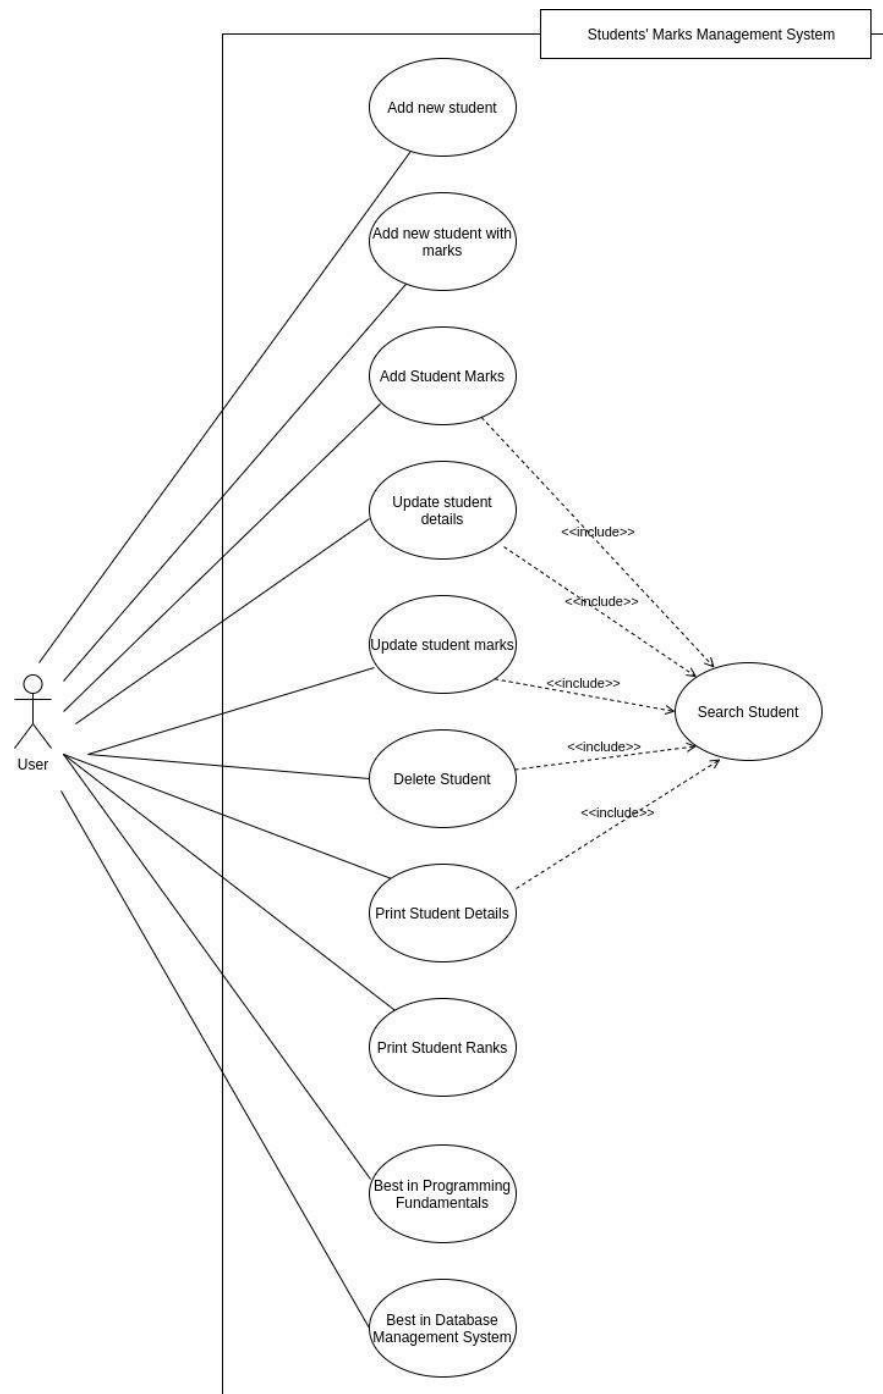 Students' Marks Management System
Add new student
Add new student with
marks
Add Student Marks
Update student
details
<<include>>
<<include>>
Update student marks
<<include>>
Search Student
<<include>>
User
Delete Student
<<include>>
Print Student Details
Print Student Ranks
Best in Programming
Fundamentals
Best in Database
Management System